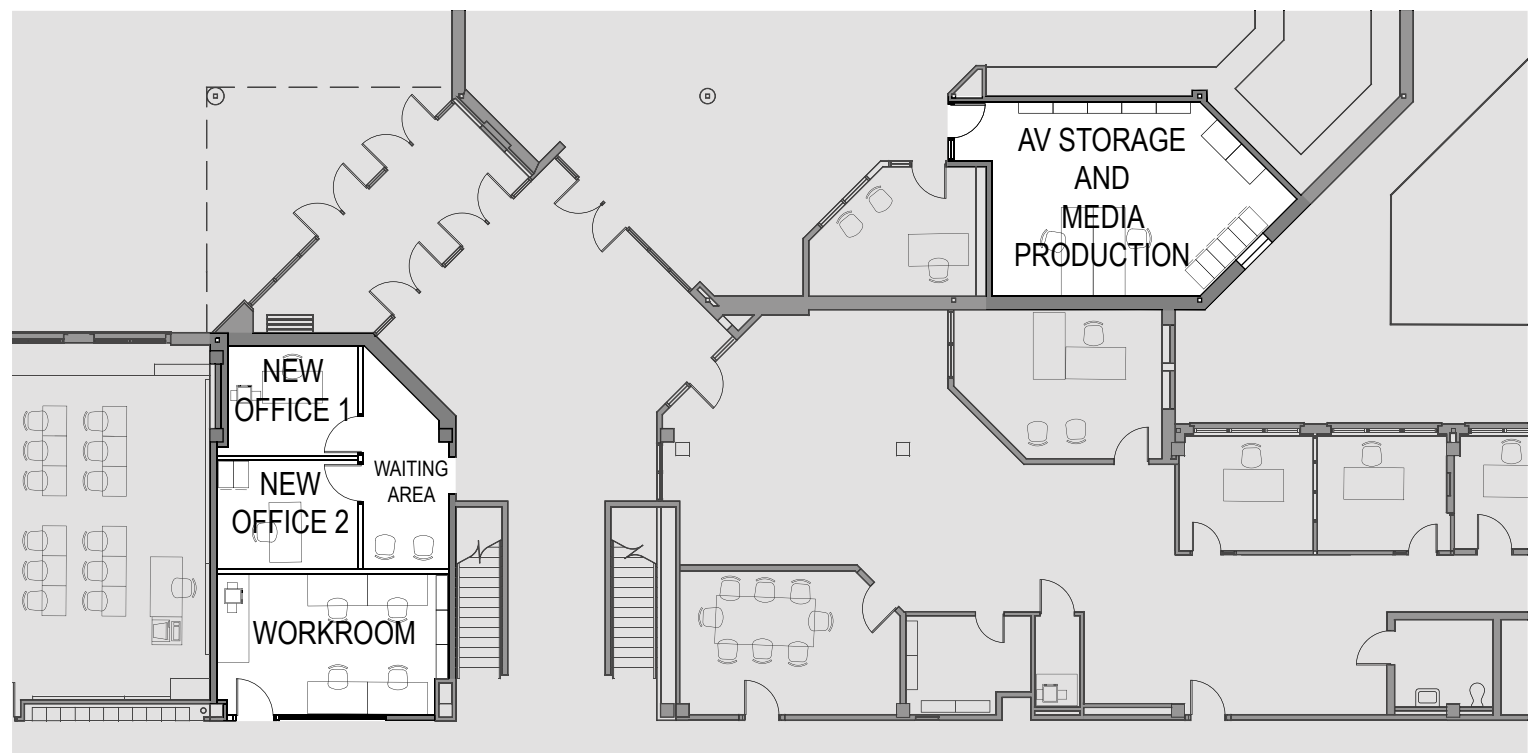 AV STORAGE
AND
MEDIA
PRODUCTION
NEW
OFFICE 1
WAITING
AREA
NEW
OFFICE 2
WORKROOM